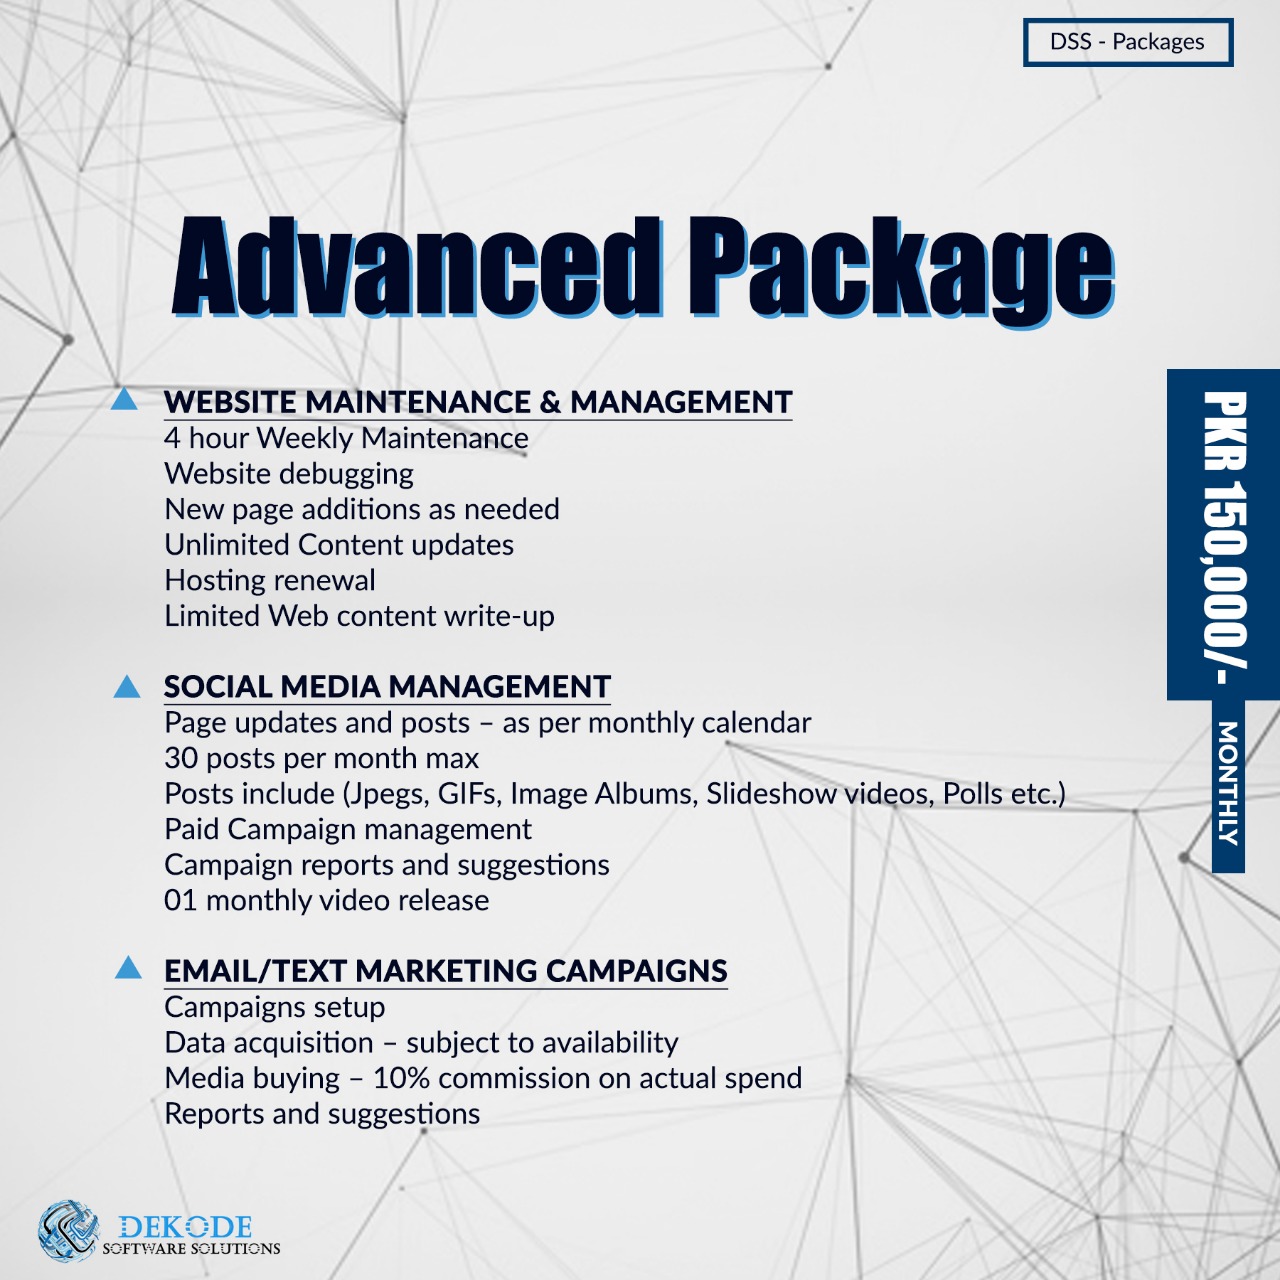 DSS - Packages
Advanced Package
WEBSITE MAINTENANCE & MANAGEMENT
4 hour Weekly Maintenance
Website debugging
New page additions as needed
Unlimited Content updates
Hosting renewal
Limited Web content write-up
SOCIAL MEDIA MANAGEMENT
Page updates and posts – as per monthly calendar
30 posts per month max
Posts include (Jpegs, GIFs, Image Albums, Slideshow videos, Polls etc.)
Paid Campaign management
Campaign reports and suggestions
01 monthly video release
EMAIL/TEXT MARKETING CAMPAIGNS
Campaigns setup
Data acquisition – subject to availability
Media buying – 10% commission on actual spend
Reports and suggestions
PKR 150,000/-
MONTHLY
DEKODE
SOFTWARE SOLUTIONS